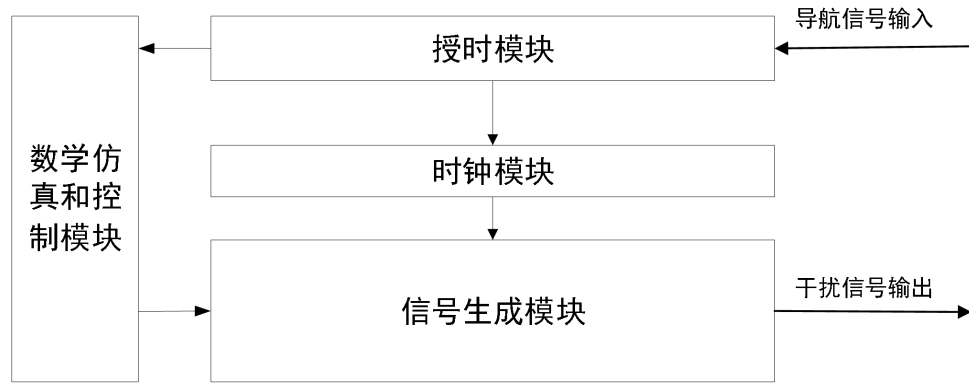 导航信号输入
授时模块
数学仿
真和控
制模块
时钟模块
信号生成模块
干扰信号输出